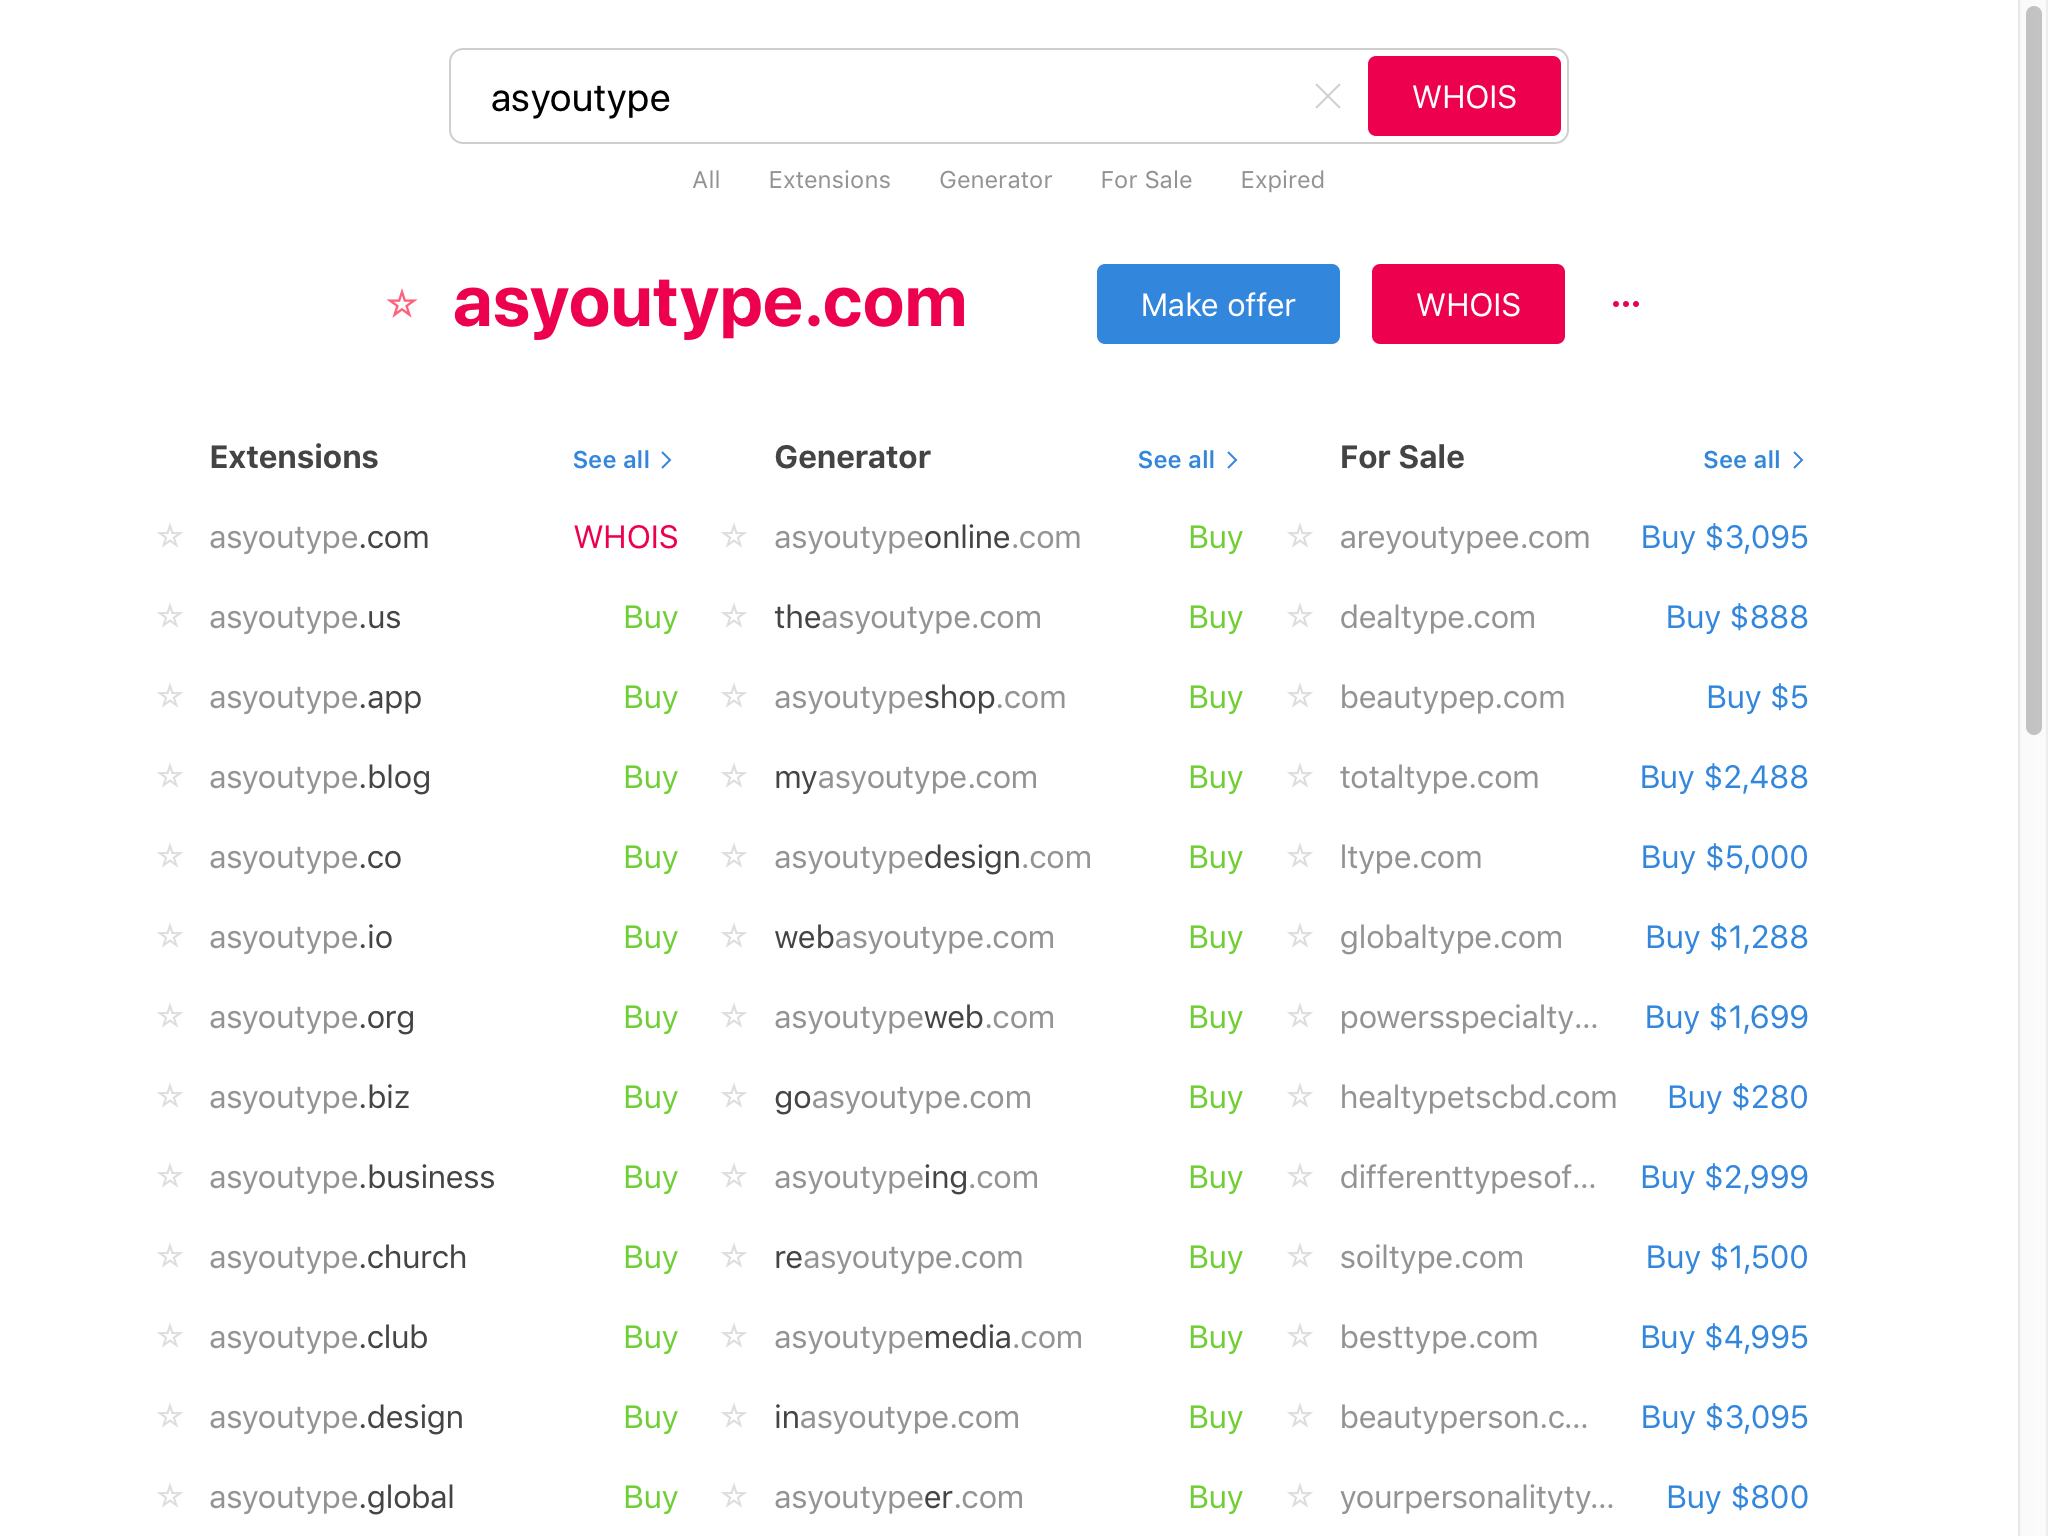 asyoutype
WHOIS
All Extensions Generator For Sale Expired
asyoutype.com Make offer WHOIS •••
Extensions See all >
asyoutype.com WHOIS
asyoutype.us Buy
asyoutype.app Buy
asyoutype.blog Buy
asyoutype.co Buy
asyoutype.io Buy
asyoutype.org Buy
asyoutype.biz Buy
asyoutype.business Buy
asyoutype.church Buy
asyoutype.club Buy
asyoutype.design Buy
asyoutype.global Buy
Generator See all >
asyoutypeonline.com Buy
theasyoutype.com Buy
asyoutypeshop.com Buy
myasyoutype.com Buy
asyoutypedesign.com Buy
webasyoutype.com Buy
asyoutypeweb.com Buy
goasyoutype.com Buy
asyoutypeing.com Buy
reasyoutype.com Buy
asyoutypemedia.com Buy
inasyoutype.com Buy
asyoutypeer.com Buy
For Sale See all >
areyoutypee.com Buy $3,095
dealtype.com Buy $888
beautypep.com Buy $5
totaltype.com Buy $2,488
ltype.com Buy $5,000
globaltype.com Buy $1,288
powersspecialty... Buy $1,699
healtypetscbd.com Buy $280
differenttypesof... Buy $2,999
soiltype.com Buy $1,500
besttype.com Buy $4,995
beautyperson.c... Buy $3,095
yourpersonalityty... Buy $800